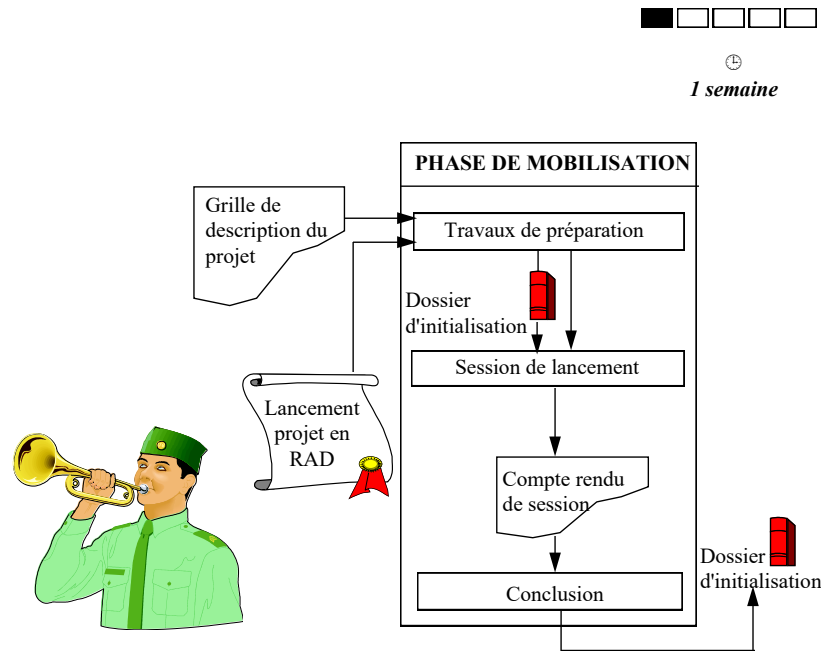 1 semaine
PHASE DE MOBILISATION
Grille de
description du
projet
Travaux de préparation
Dossier
d'initialisation
Session de lancement
Lancement
projet en
RAD
Compte rendu
de session
Dossier
d'initialisation
Conclusion